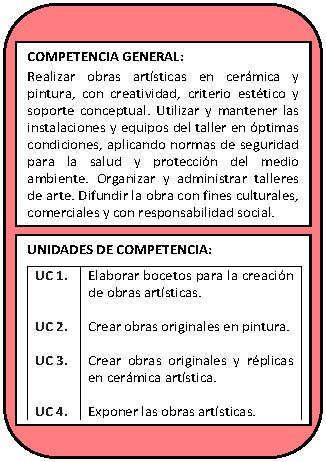 COMPETENCIA GENERAL:
Realizar obras artísticas en cerámica y
pintura, con creatividad, criterio estético y
soporte conceptual. Utilizar y mantener las
instalaciones y equipos del taller en óptimas
condiciones, aplicando normas de seguridad
para la salud y protección del medio
ambiente. Organizar y administrar talleres
de arte. Difundir la obra con fines culturales,
comerciales y con responsabilidad social.
UNIDADES DE COMPETENCIA:
UC 1. Elaborar bocetos para la creación
de obras artísticas.
UC 2. Crear obras originales en pintura.
UC 3. Crear obras originales y réplicas
en cerámica artística.
UC 4. Exponer las obras artísticas.